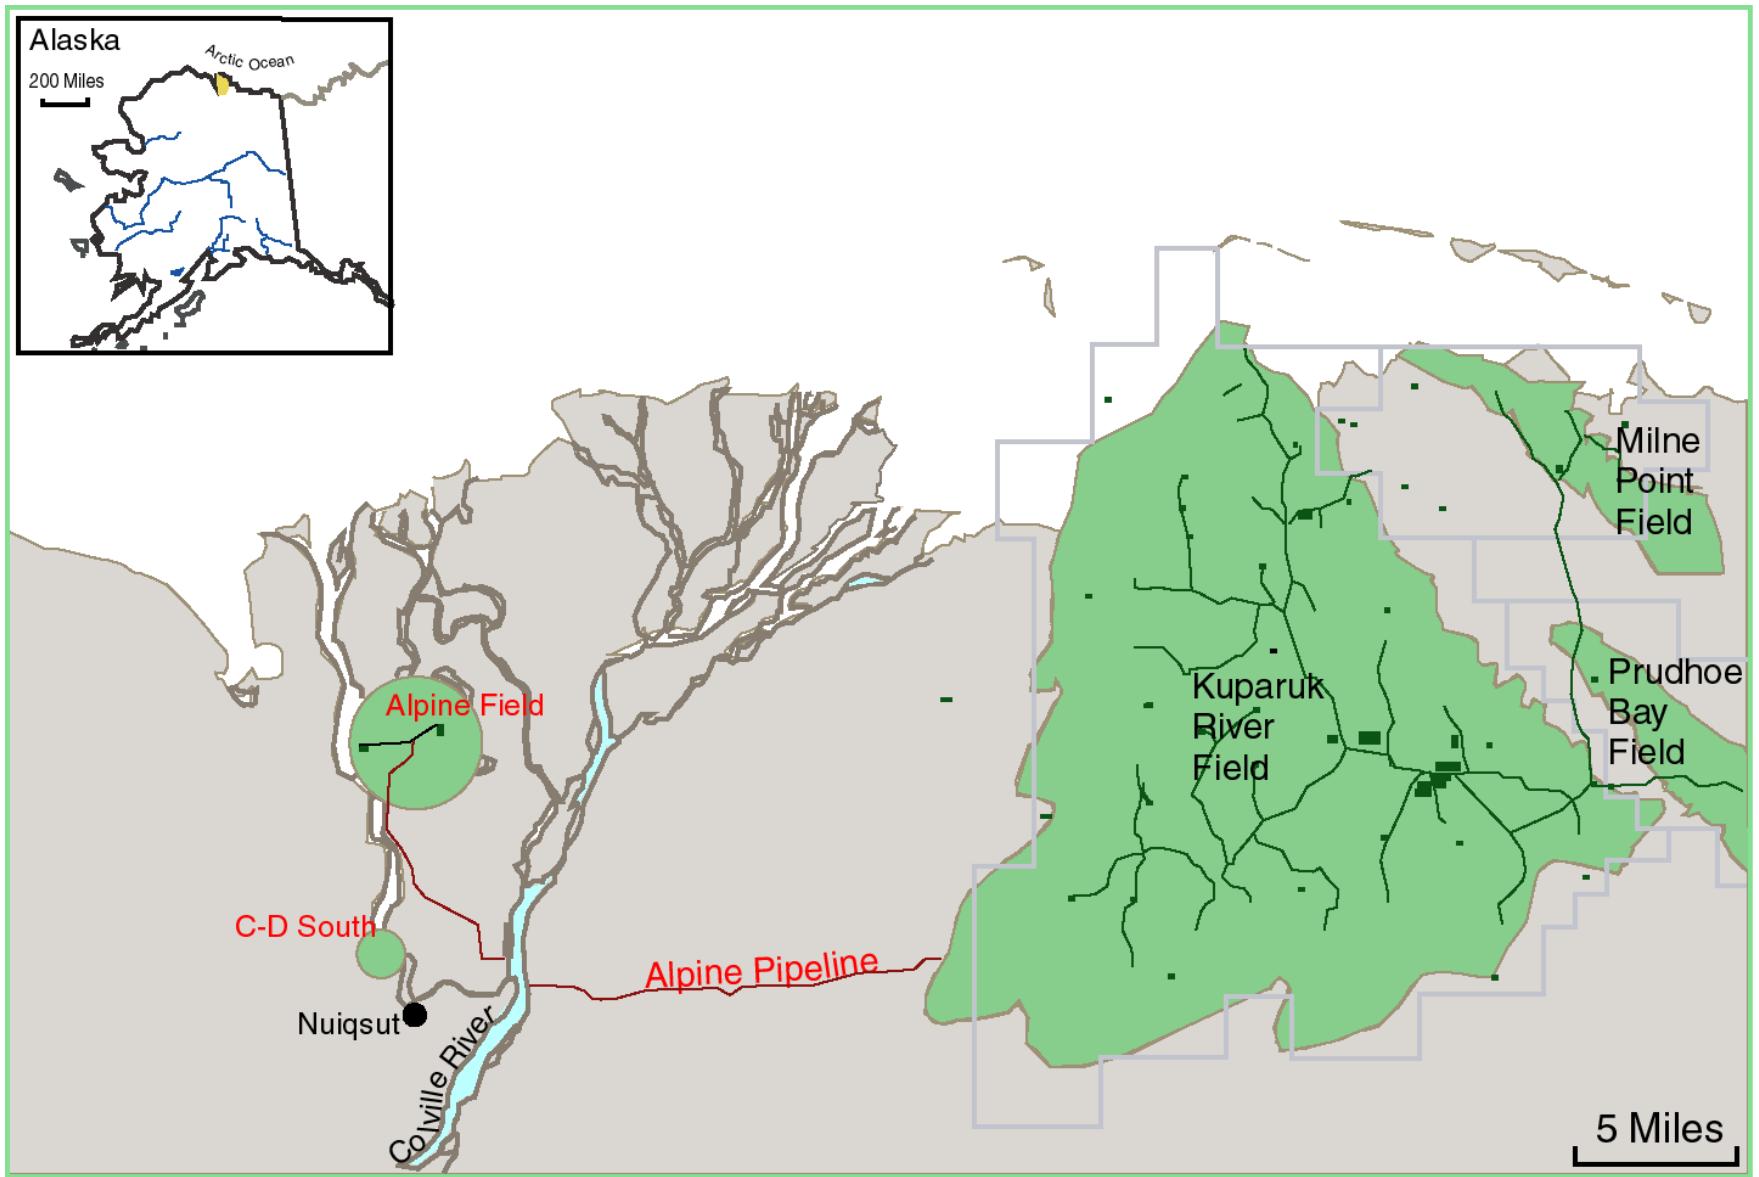 Alaska
Arctic Ocean
200 Miles
Milne
Point
Field
Prudhoe
Bay
Field
Kuparuk
River
Field
Alpine Field
C-D South
Alpine Pipeline
Nuiqsut
Colville River
5 Miles